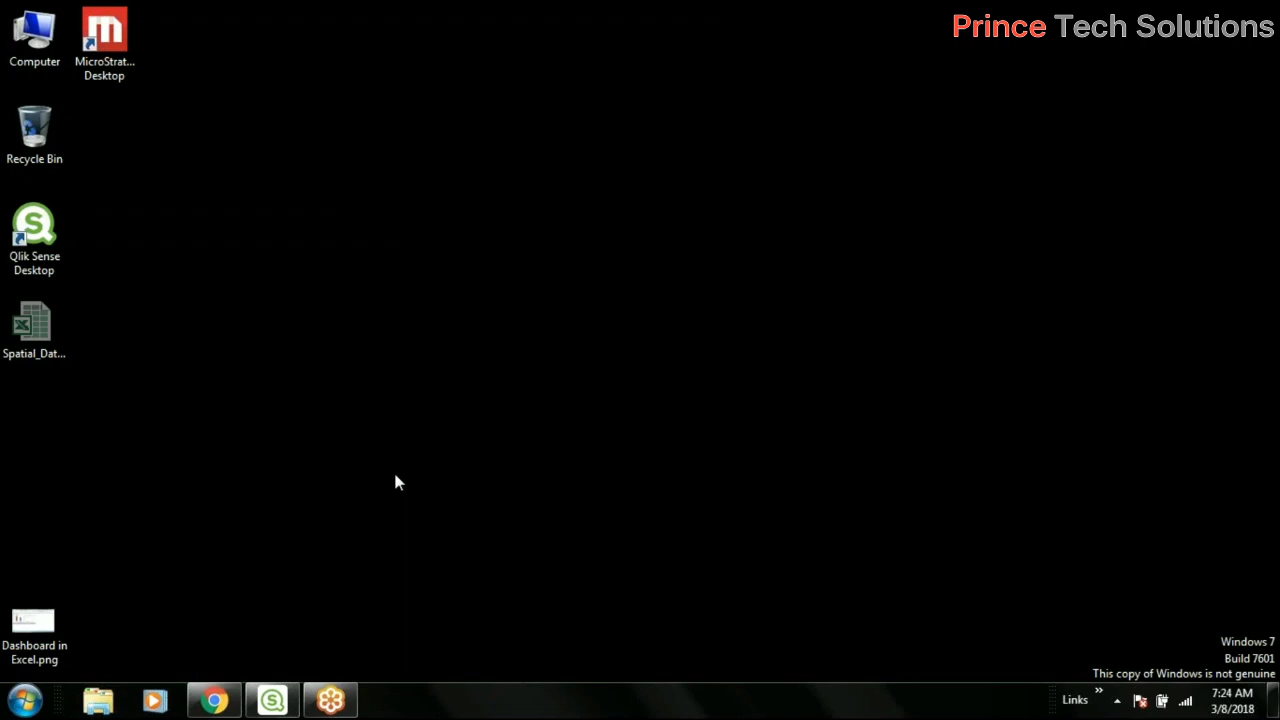 Prince Tech Solutions
Computer
MicroStrat...
Desktop
Recycle Bin
Qlik Sense
Desktop
Spatial_Dat...
Dashboard in
Excel.png
Windows 7
Build 7601
This copy of Windows is not genuine
Links
7:24 AM
3/8/2018